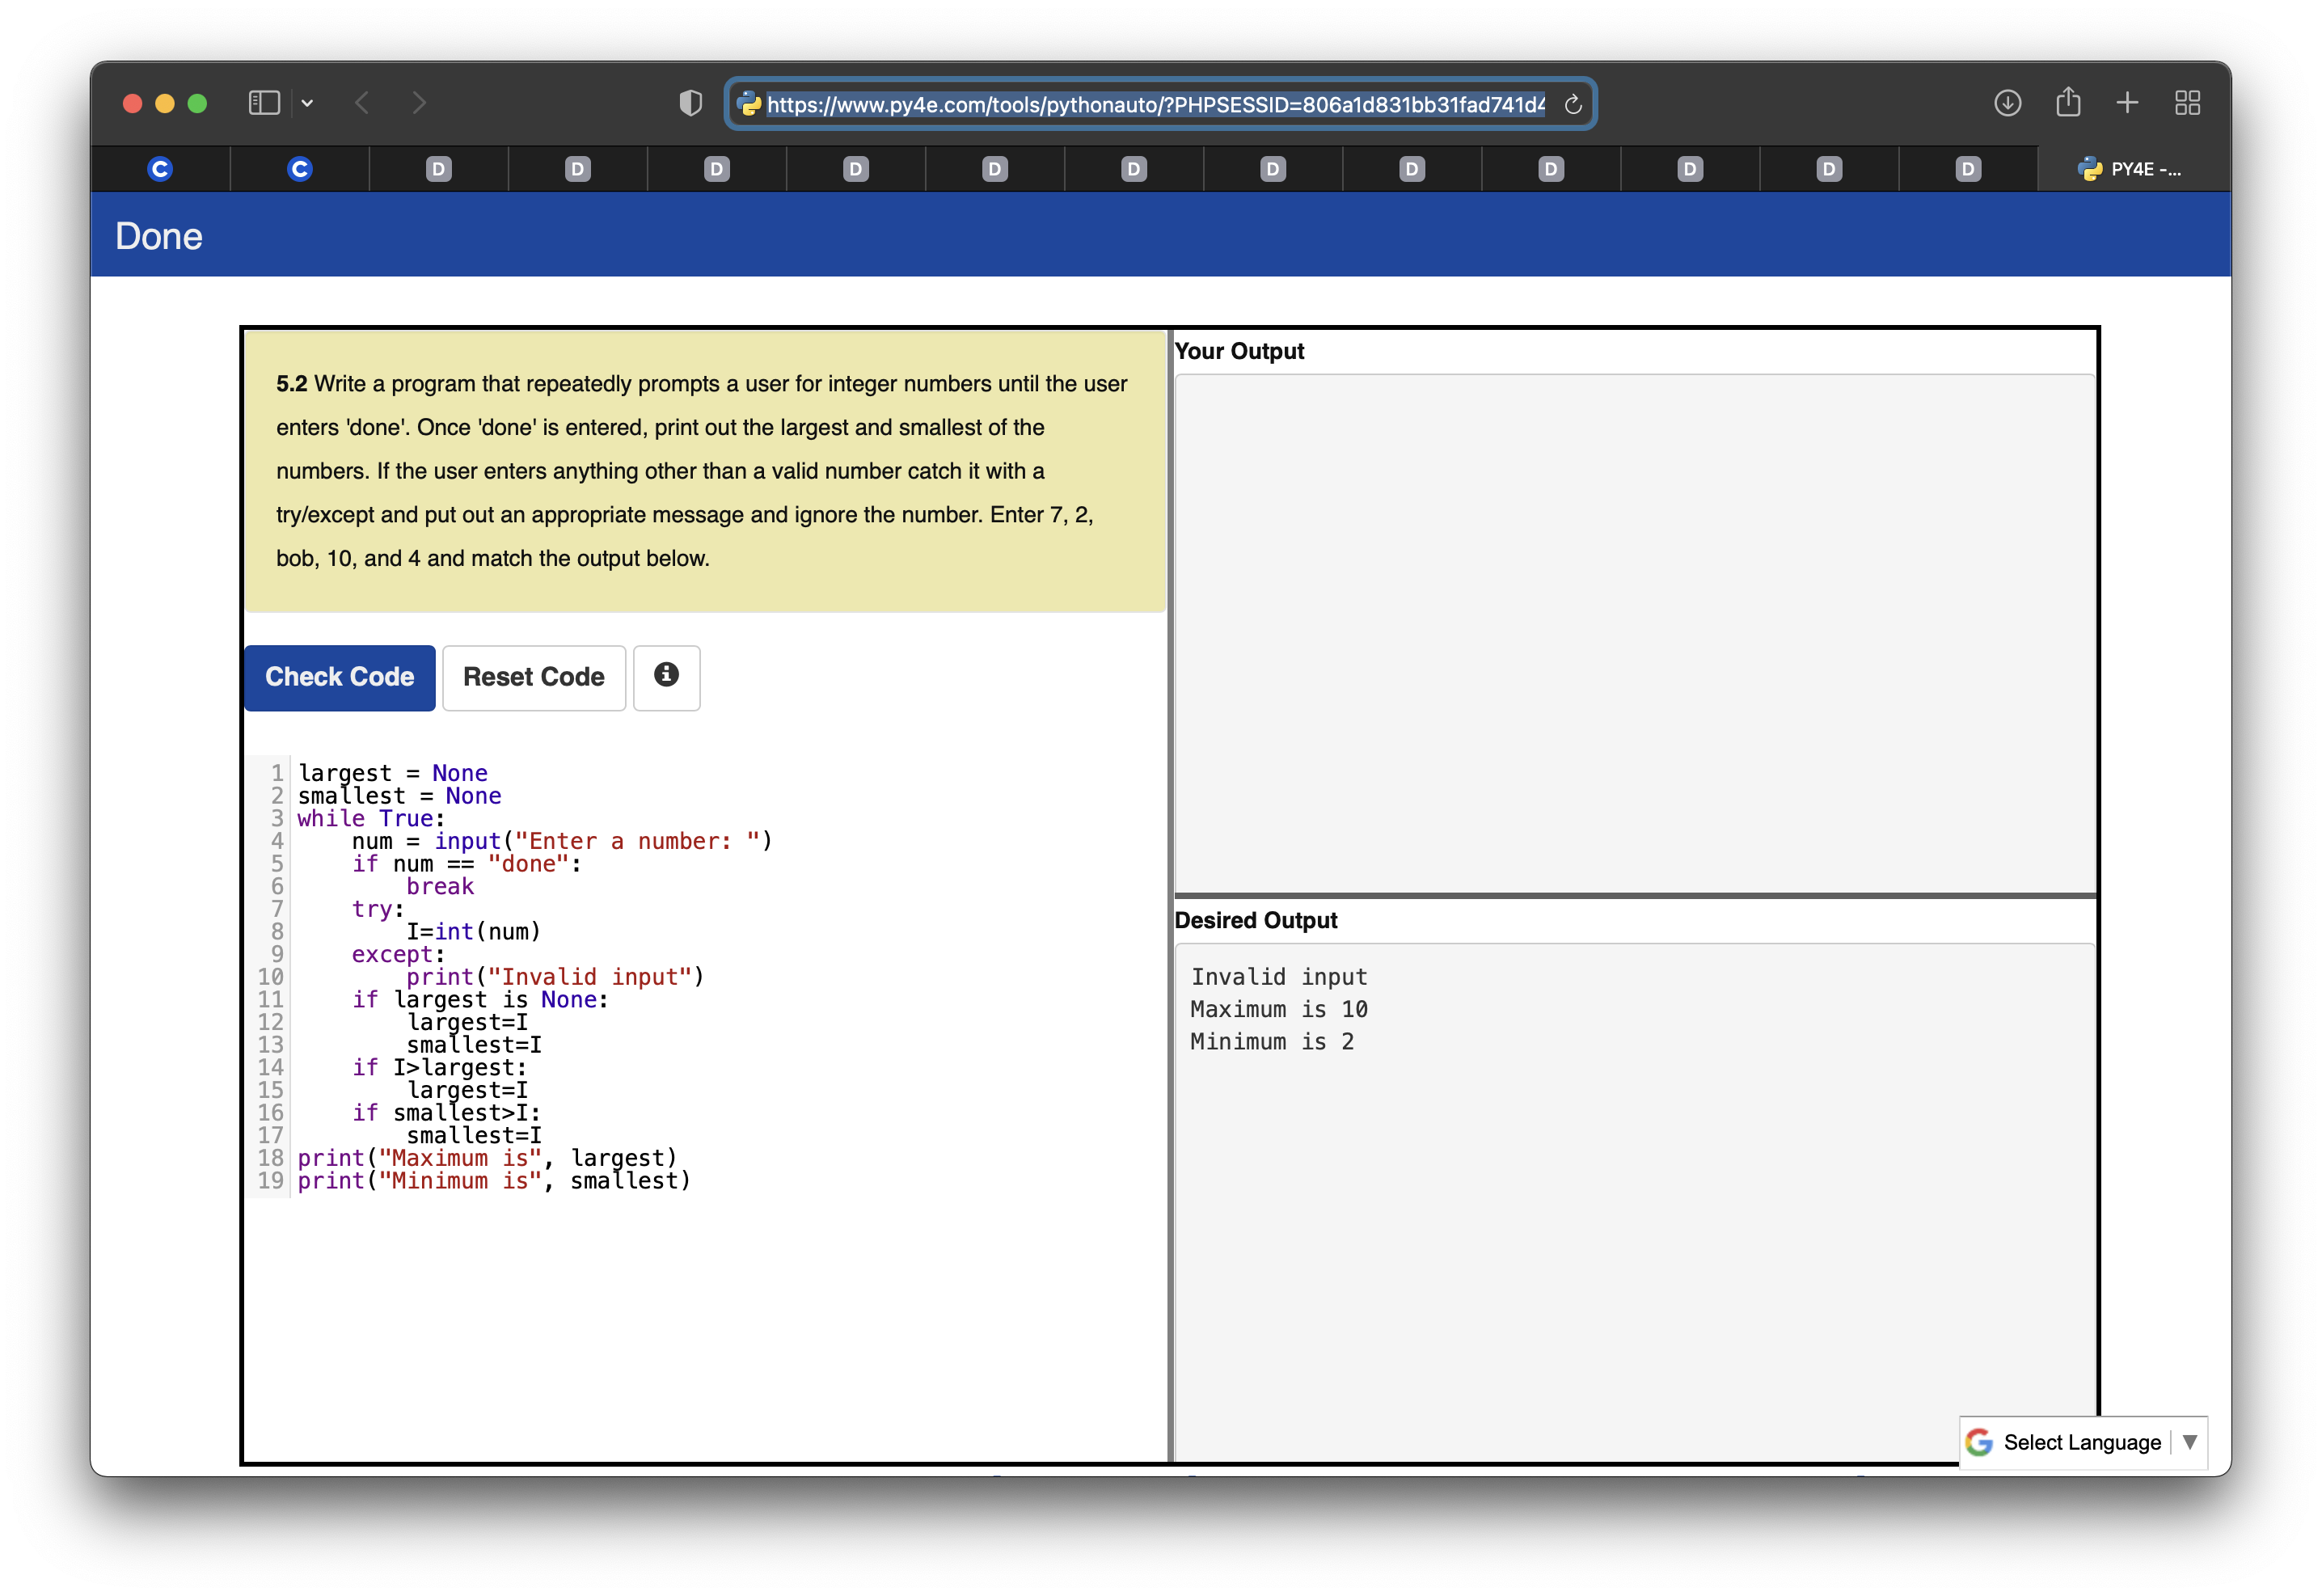 https://www.py4e.com/tools/pythonauto/?PHPSESSID=806a1d831bb31fad741d4
C C D D D D D D D D D D D D PY4E -...
Done
5.2 Write a program that repeatedly prompts a user for integer numbers until the user
enters 'done'. Once 'done' is entered, print out the largest and smallest of the
numbers. If the user enters anything other than a valid number catch it with a
try/except and put out an appropriate message and ignore the number. Enter 7, 2,
bob, 10, and 4 and match the output below.
Check Code Reset Code
1 largest = None
2 smallest = None
3 while True:
4     num = input("Enter a number: ")
5     if num == "done":
6         break
7     try:
8         I=int(num)
9     except:
10         print("Invalid input")
11     if largest is None:
12         largest=I
13         smallest=I
14     if I>largest:
15         largest=I
16     if smallest>I:
17         smallest=I
18 print("Maximum is", largest)
19 print("Minimum is", smallest)
Your Output
Desired Output
Invalid input
Maximum is 10
Minimum is 2
Select Language